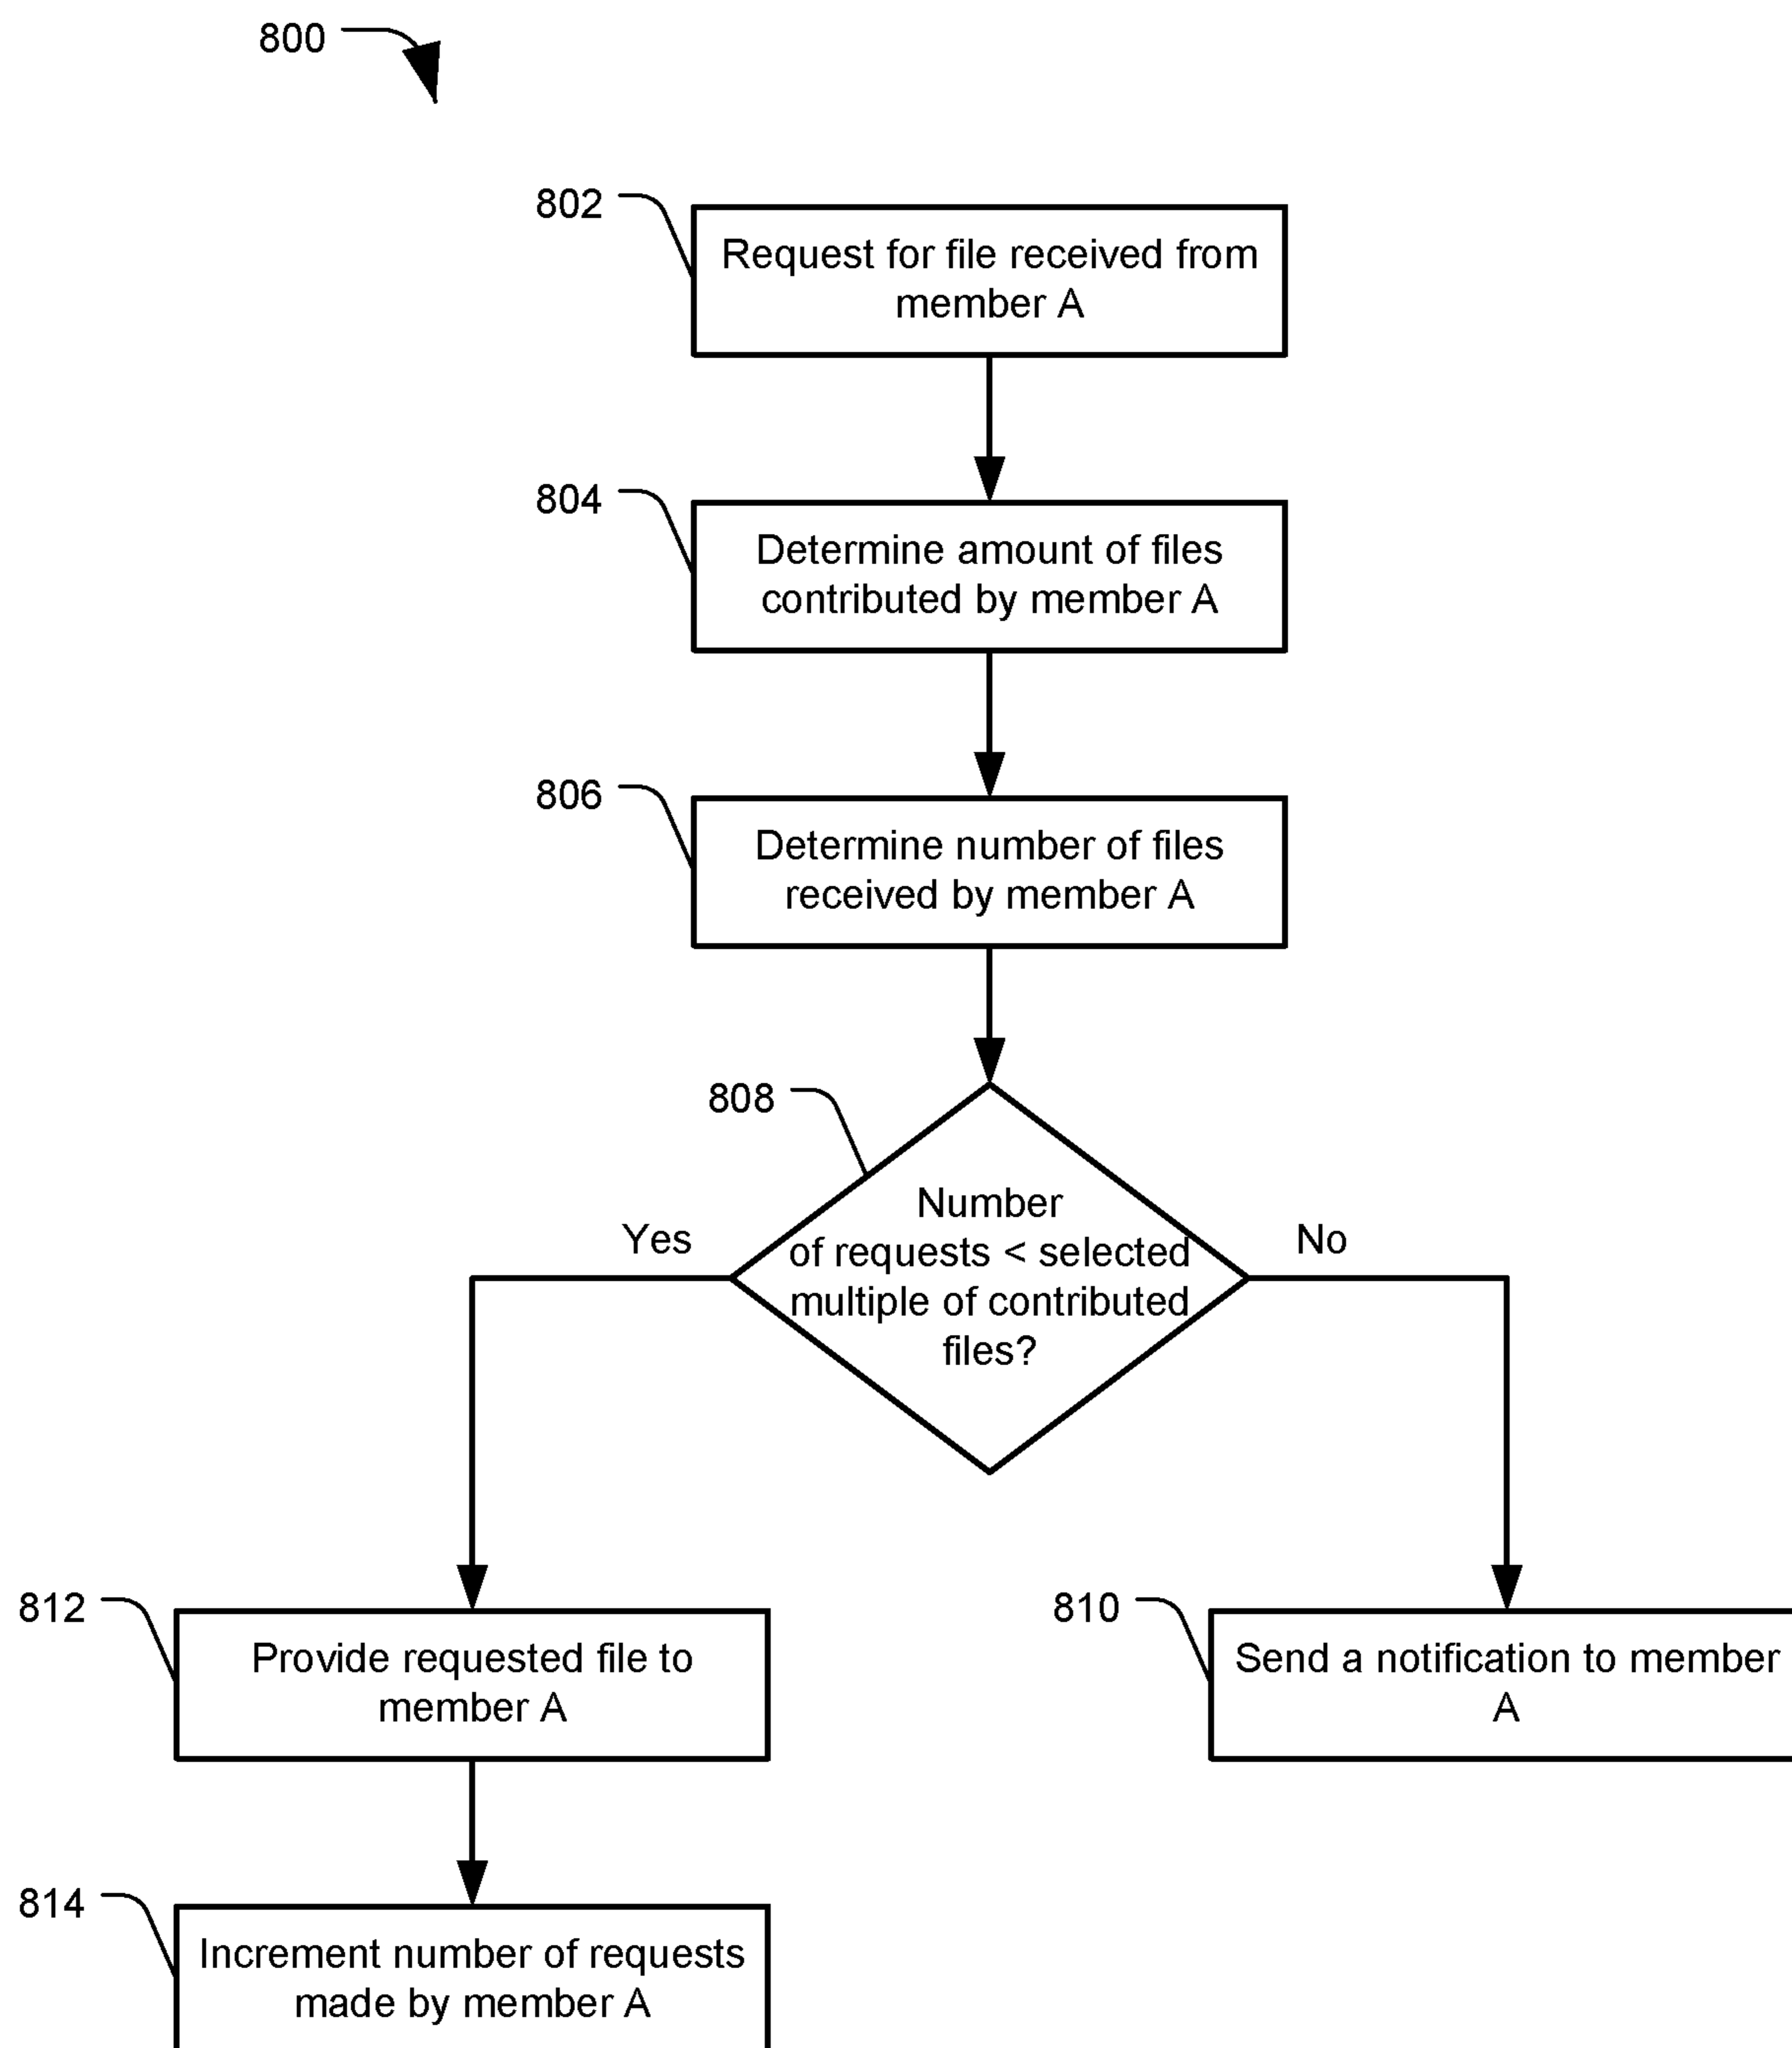 800
802
Request for file received from
member A
804
Determine amount of files
contributed by member A
806
Determine number of files
received by member A
808
Number
of requests < selected
multiple of contributed
files?
Yes
No
812
Provide requested file to
member A
810
Send a notification to member
A
814
Increment number of requests
made by member A